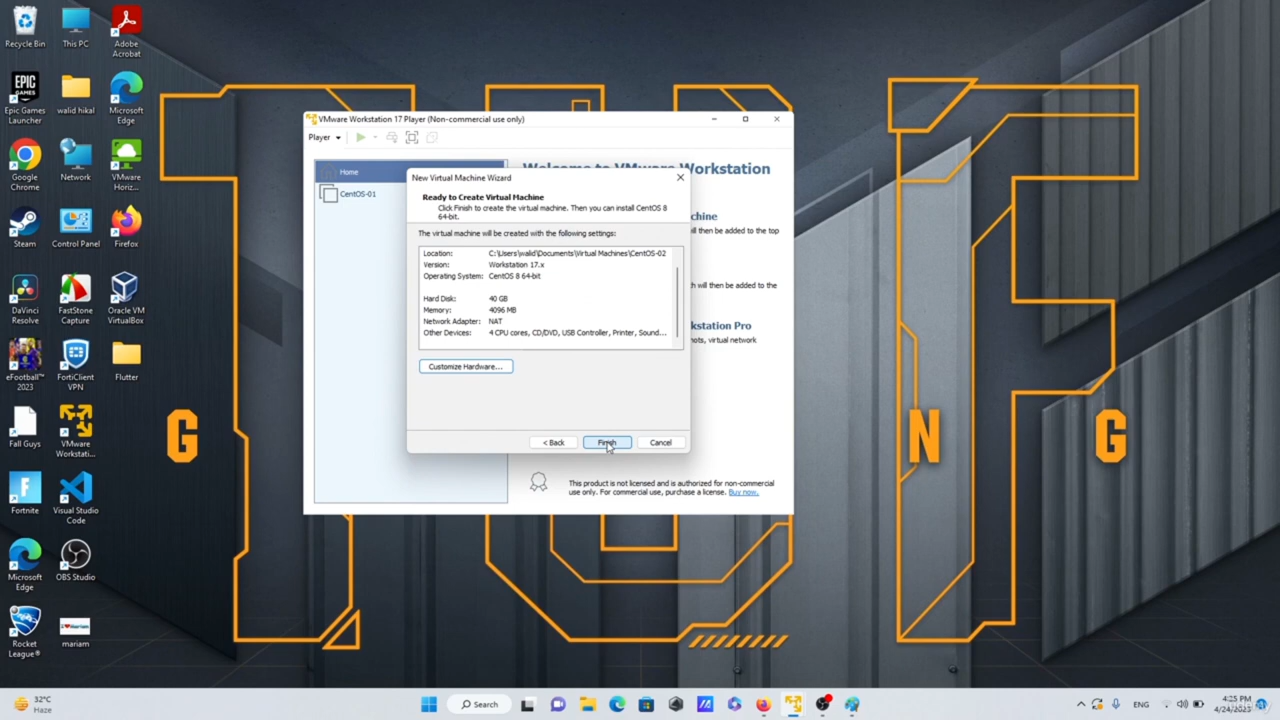 Recycle Bin
This PC
Adobe
Acrobat
EPIC
GAMES
Epic Games
Launcher
walid hikal
Microsoft
Edge
Google
Chrome
Network
VMware
Horiz...
Steam
Control Panel
Firefox
DaVinci
Resolve
FastStone
Capture
Oracle VM
VirtualBox
eFootball™
2023
FortiClient
VPN
Flutter
Fall Guys
VMware
Workstati...
Fortnite
Visual Studio
Code
Microsoft
Edge
OBS Studio
Rocket
League®
mariam
G
N G
VMware Workstation 17 Player (Non-commercial use only)
Player
Home
CentOS-01
Welcome to VMware Workstation
chine
ill then be added to the top
ch will then be added to the
kstation Pro
hots, virtual network
This product is not licensed and is authorized for non-commercial
use only. For commercial use, purchase a license. Buy now.
New Virtual Machine Wizard
Ready to Create Virtual Machine
Click Finish to create the virtual machine. Then you can install CentOS 8
64-bit.
The virtual machine will be created with the following settings:
Location: C:\Users\walid\Documents\Virtual Machines\CentOS-02
Version: Workstation 17.x
Operating System: CentOS 8 64-bit
Hard Disk: 40 GB
Memory: 4096 MB
Network Adapter: NAT
Other Devices: 4 CPU cores, CD/DVD, USB Controller, Printer, Sound...
Customize Hardware...
< Back
Finish
Cancel
32°C
Haze
Search
ENG
4:25 PM
4/24/2023